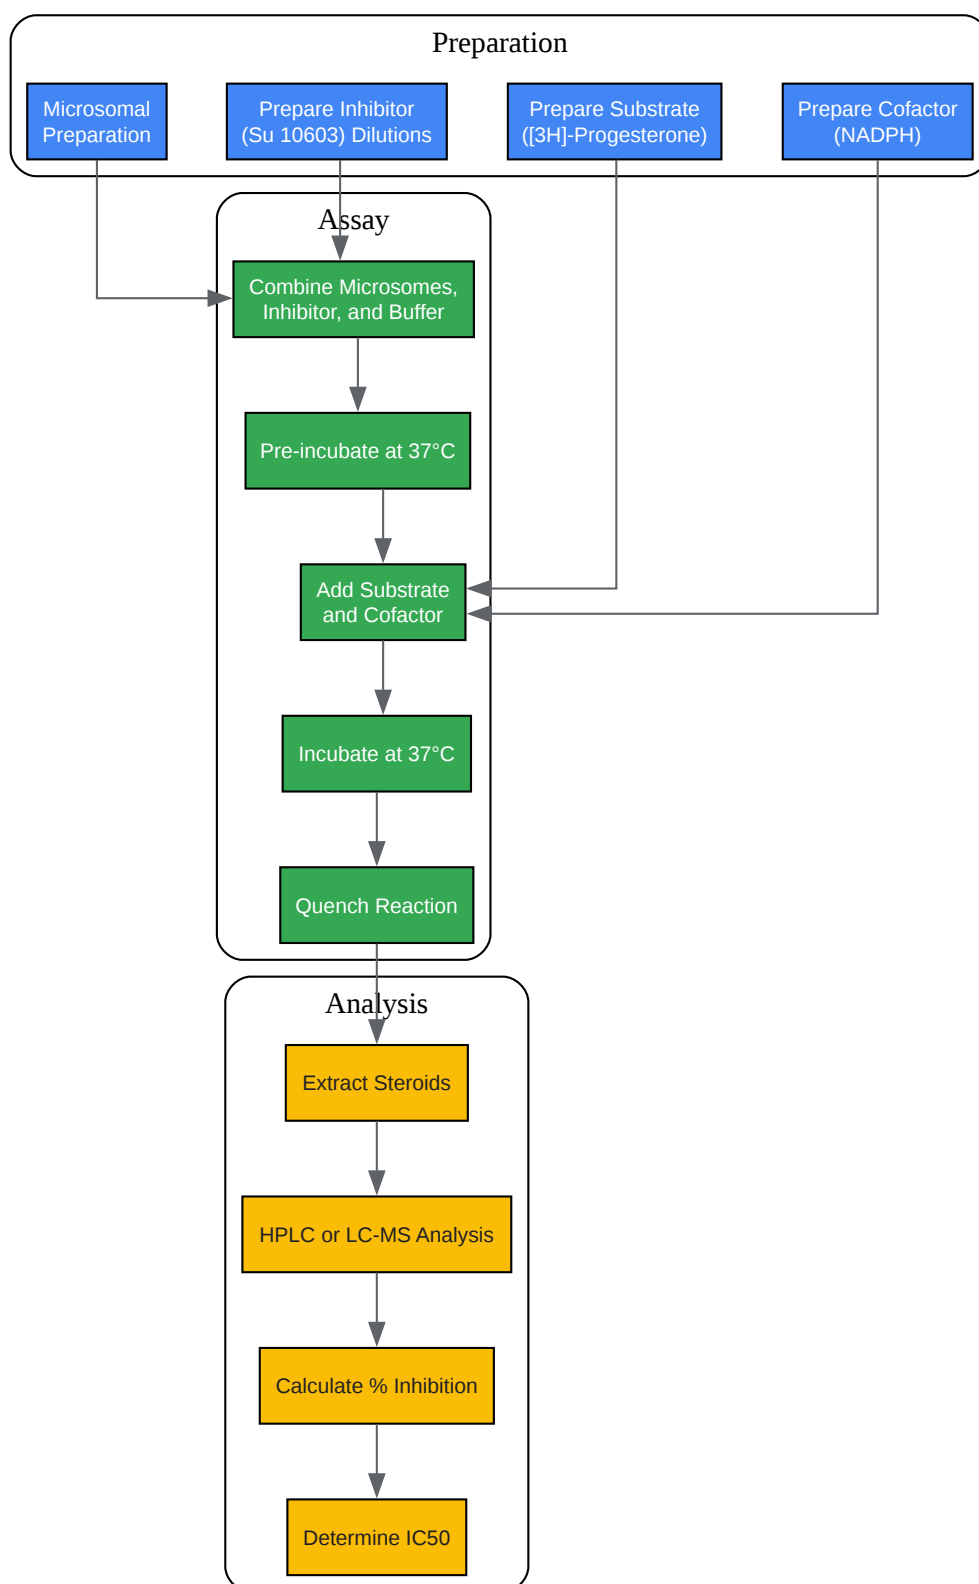 Preparation
Microsomal
Preparation
Prepare Inhibitor
(Su 10603) Dilutions
Prepare Substrate
([3H]-Progesterone)
Prepare Cofactor
(NADPH)
Assay
Combine Microsomes,
Inhibitor, and Buffer
Pre-incubate at 37°C
Add Substrate
and Cofactor
Incubate at 37°C
Quench Reaction
Analysis
Extract Steroids
HPLC or LC-MS Analysis
Calculate % Inhibition
Determine IC50